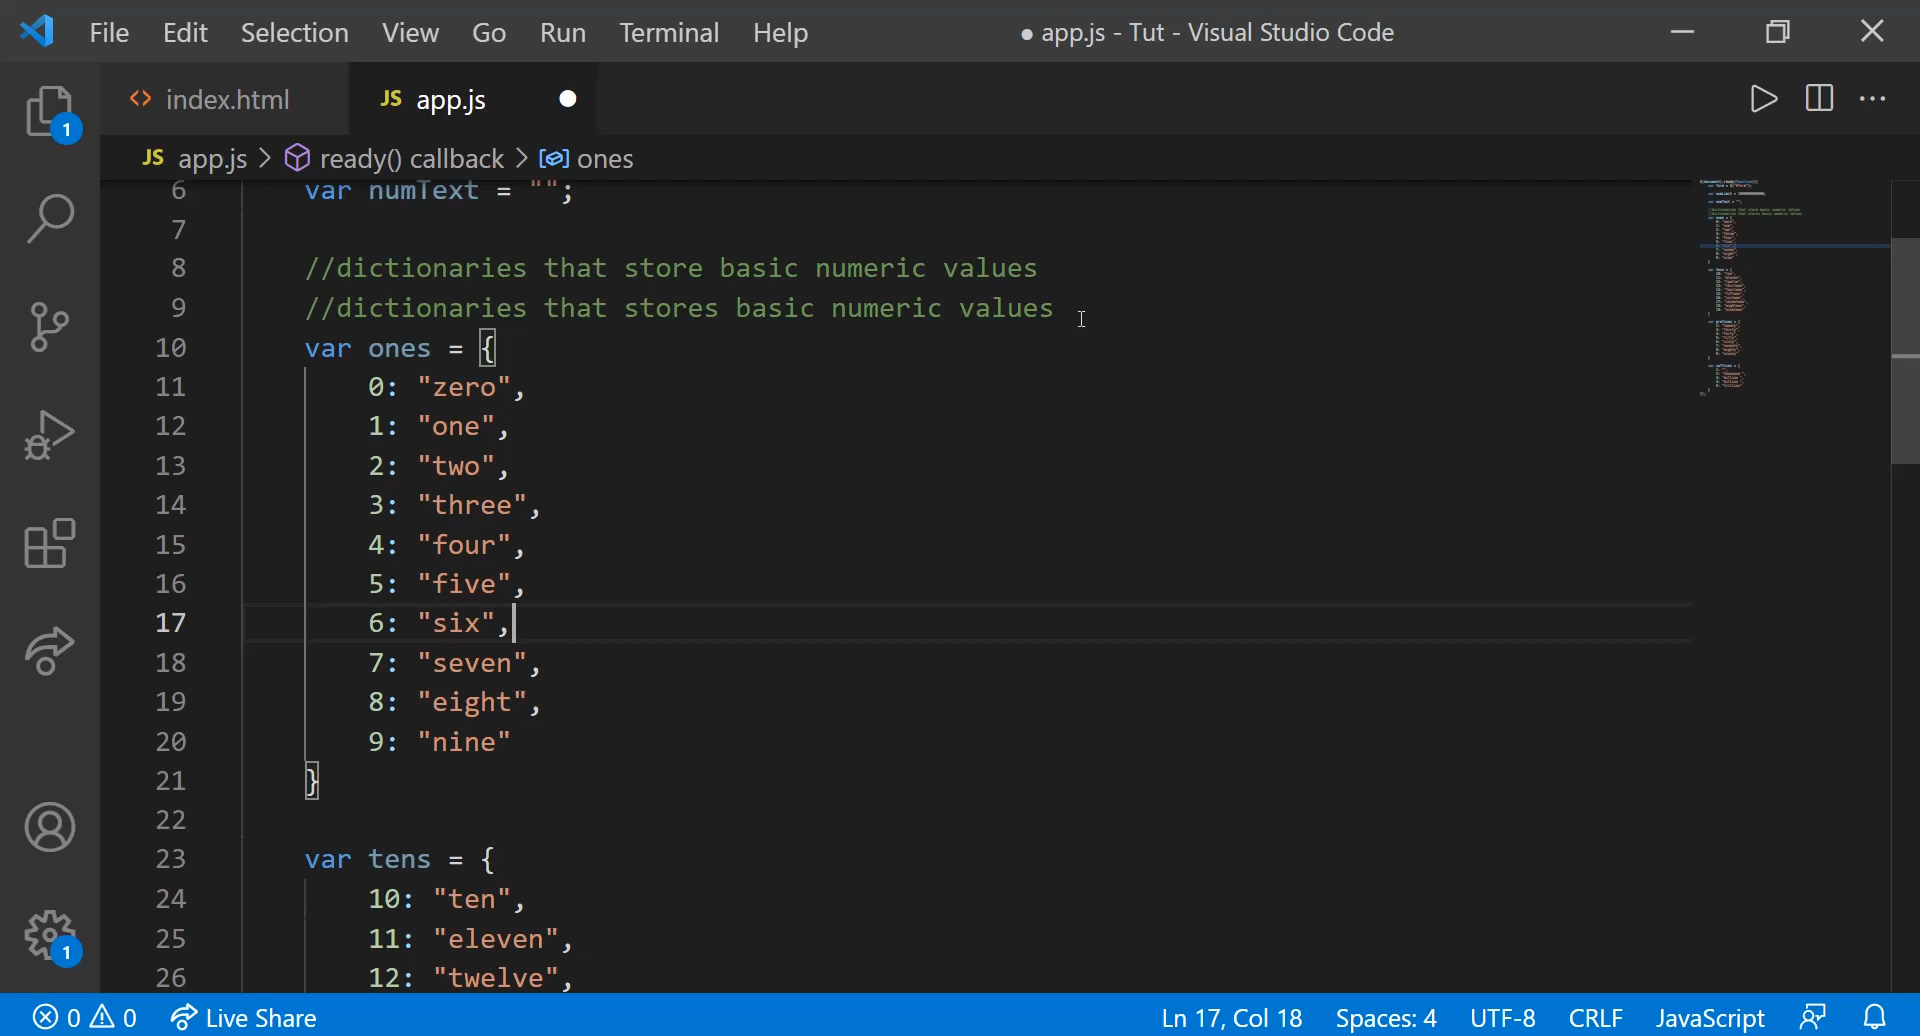 File Edit Selection View Go Run Terminal Help ● app.js - Tut - Visual Studio Code
index.html JS app.js
JS app.js > ready() callback > ones
6 var numText = "";
7
8 //dictionaries that store basic numeric values
9 //dictionaries that stores basic numeric values
10 var ones = {
11 0: "zero",
12 1: "one",
13 2: "two",
14 3: "three",
15 4: "four",
16 5: "five",
17 6: "six",
18 7: "seven",
19 8: "eight",
20 9: "nine"
21 }
22
23 var tens = {
24 10: "ten",
25 11: "eleven",
26 12: "twelve",
1
1
0 0 Live Share Ln 17, Col 18 Spaces: 4 UTF-8 CRLF JavaScript